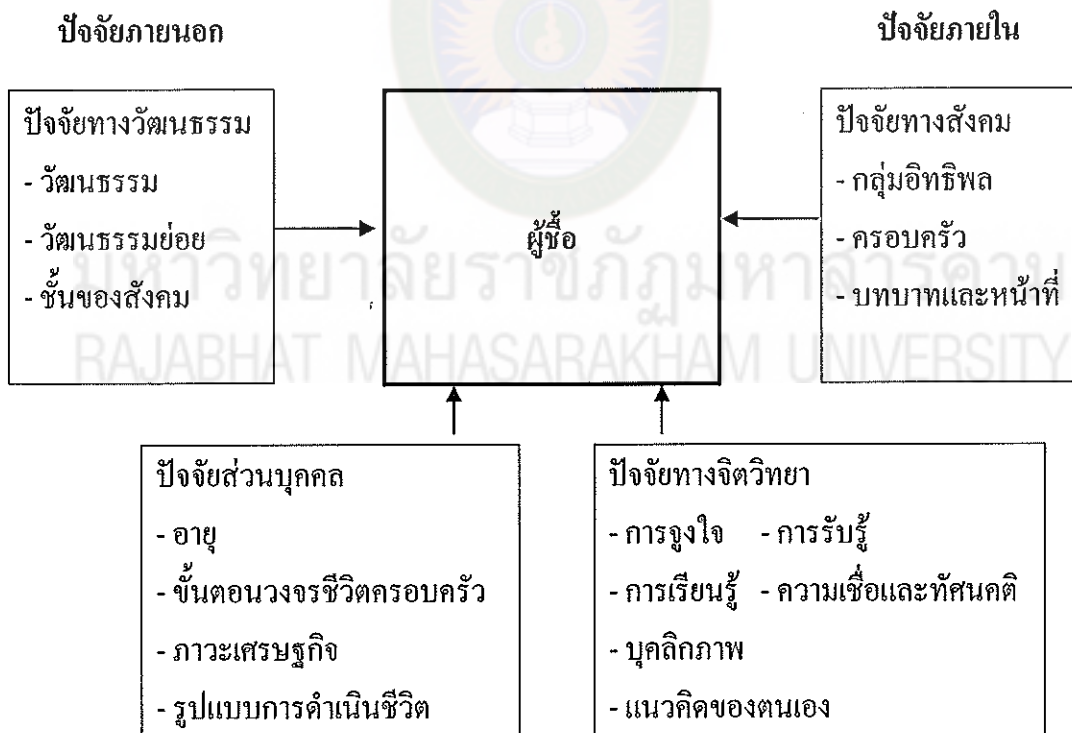 ปัจจัยภายนอก
ปัจจัยภายใน
ปัจจัยทางวัฒนธรรม
- วัฒนธรรม
- วัฒนธรรมย่อย
- ชั้นของสังคม
ผู้ซื้อ
ปัจจัยทางสังคม
- กลุ่มอิทธิพล
- ครอบครัว
- บทบาทและหน้าที่
มหาวิทยาลัยราชภัฏมหาสารคาม
RAJABHAT MAHASARAKHAM UNIVERSITY
ปัจจัยส่วนบุคคล
- อายุ
- ขั้นตอนวงจรชีวิตครอบครัว
- ภาวะเศรษฐกิจ
- รูปแบบการดำเนินชีวิต
ปัจจัยทางจิตวิทยา
- การจูงใจ - การรับรู้
- การเรียนรู้ - ความเชื่อและทัศนคติ
- บุคลิกภาพ
- แนวคิดของตนเอง